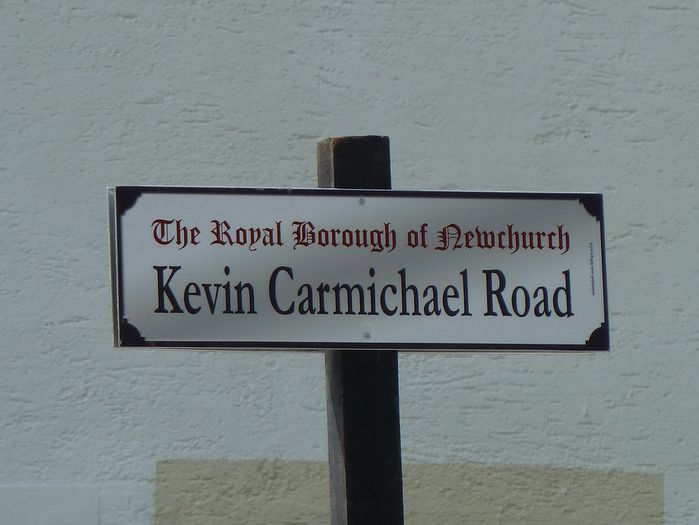 The Royal Borough of Newchurch
Kevin Carmichael Road